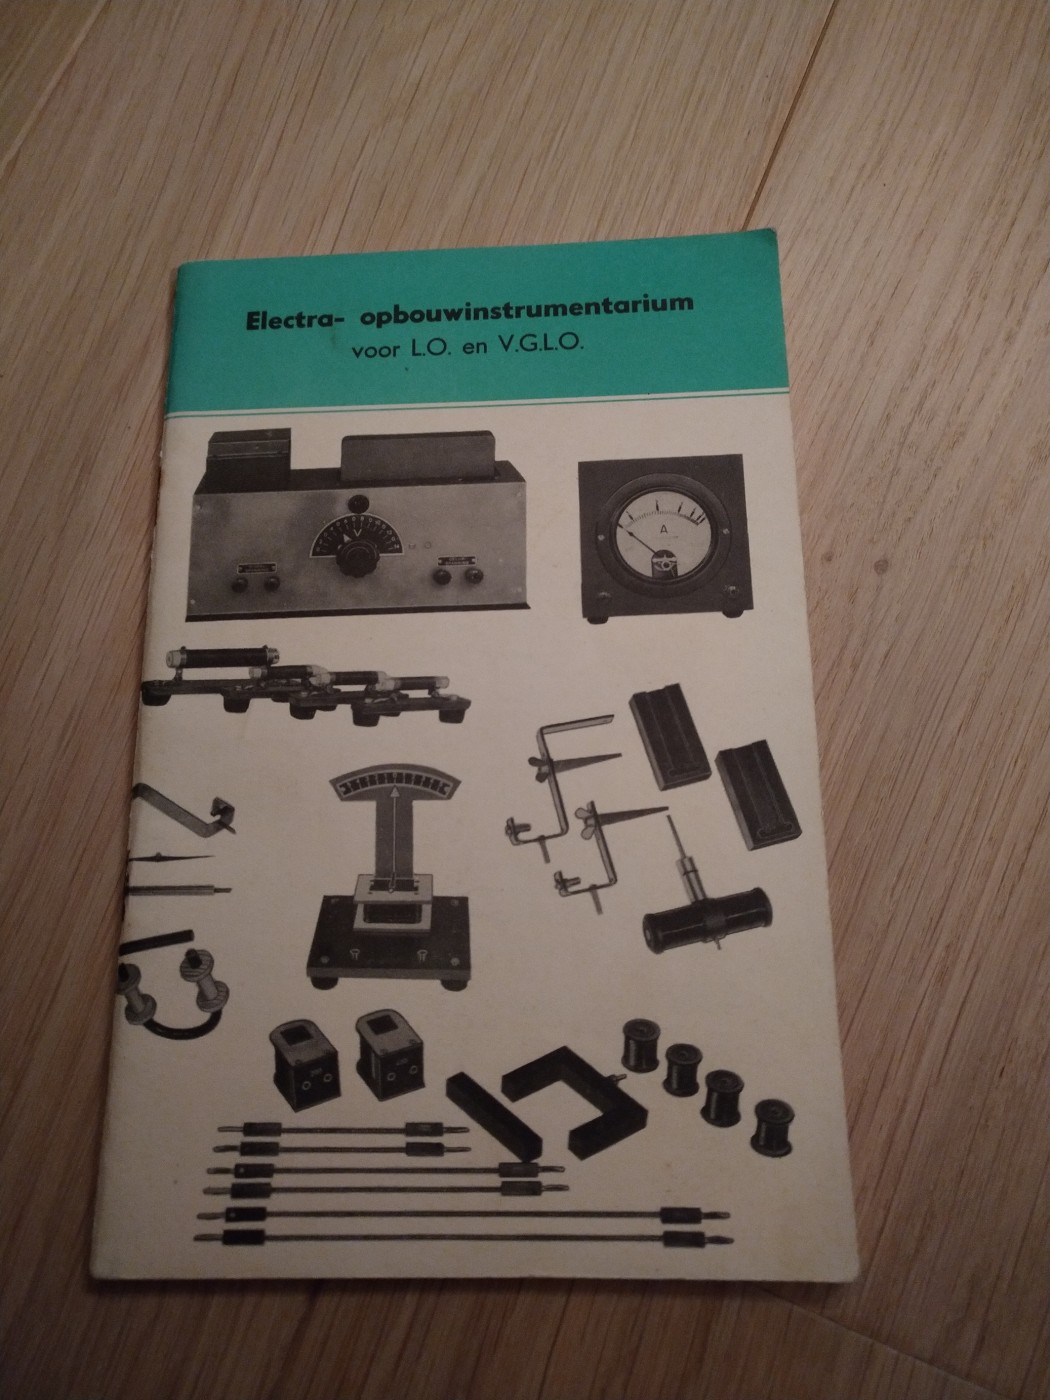 Electra- opbouwinstrumentarium
voor L.O. en V.G.L.O.
A